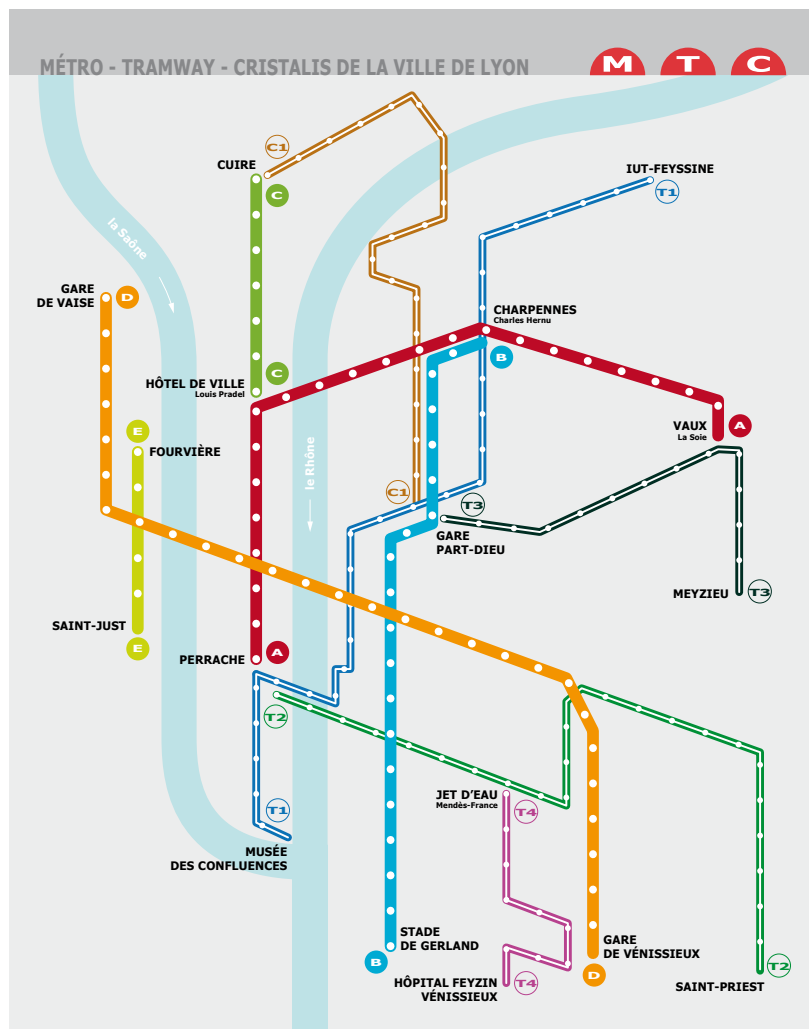 MÉTRO - TRAMWAY - CRISTALIS DE LA VILLE DE LYON
M T C
C1
CUIRE
C
IUT-FEYSSINE
T1
la Saône
GARE
DE VAISE
D
CHARPENNES
Charles Hernu
B
C
HÔTEL DE VILLE
Louis Pradel
VAUX
La Soie
A
E
FOURVIÈRE
le Rhône
C1
T3
GARE
PART-DIEU
MEYZIEU
T3
SAINT-JUST
E
PERRACHE
A
T2
JET D'EAU
Mendès-France
T4
T1
MUSÉE
DES CONFLUENCES
STADE
DE GERLAND
B
GARE
DE VÉNISSIEUX
D
HÔPITAL FEYZIN
VÉNISSIEUX
T4
SAINT-PRIEST
T2